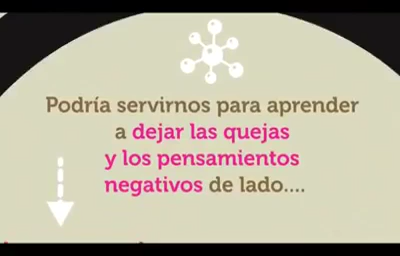 Podría servirnos para aprender
a dejar las quejas
y los pensamientos
negativos de lado....